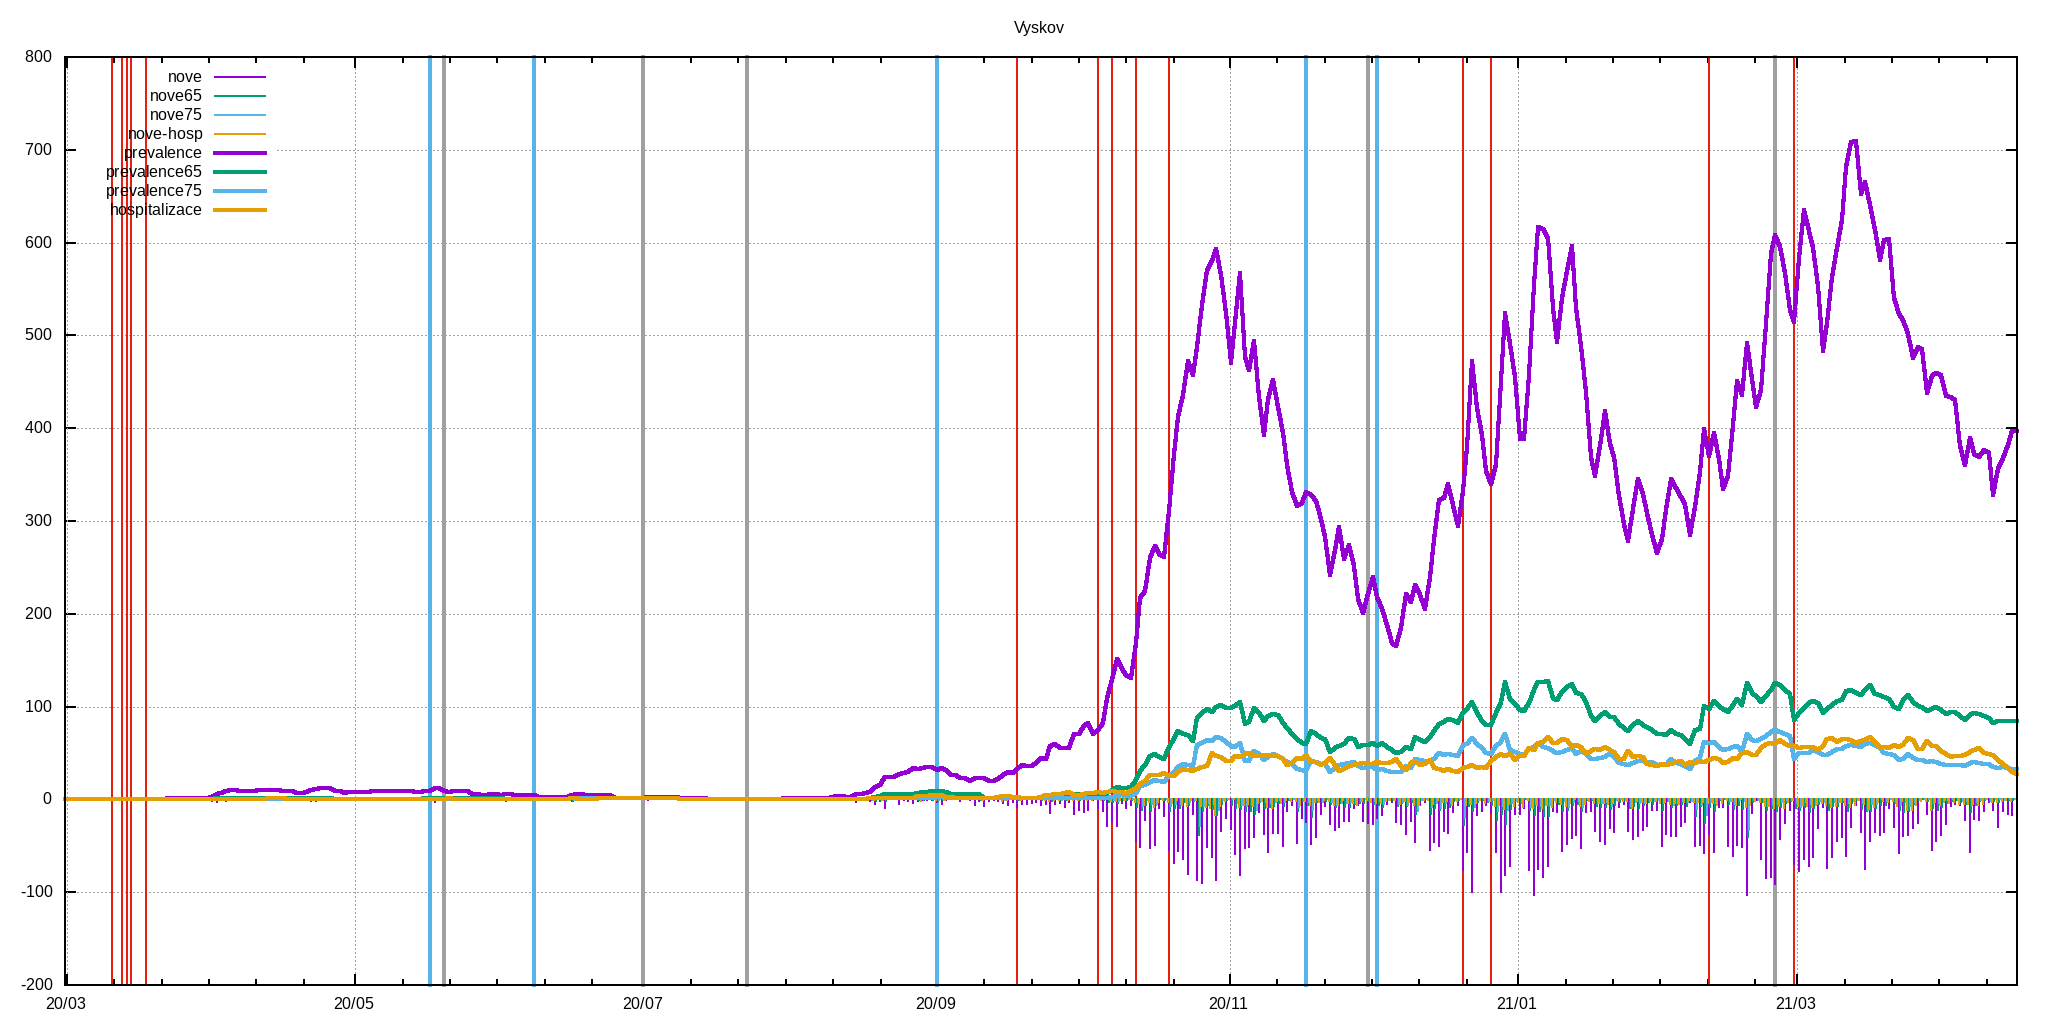 Vyskov
800
700
600
500
400
300
200
100
0
-100
-200
nove
nove65
nove75
nove-hosp
prevalence
prevalence65
prevalence75
hospitalizace
20/03 20/05 20/07 20/09 20/11 21/01 21/03